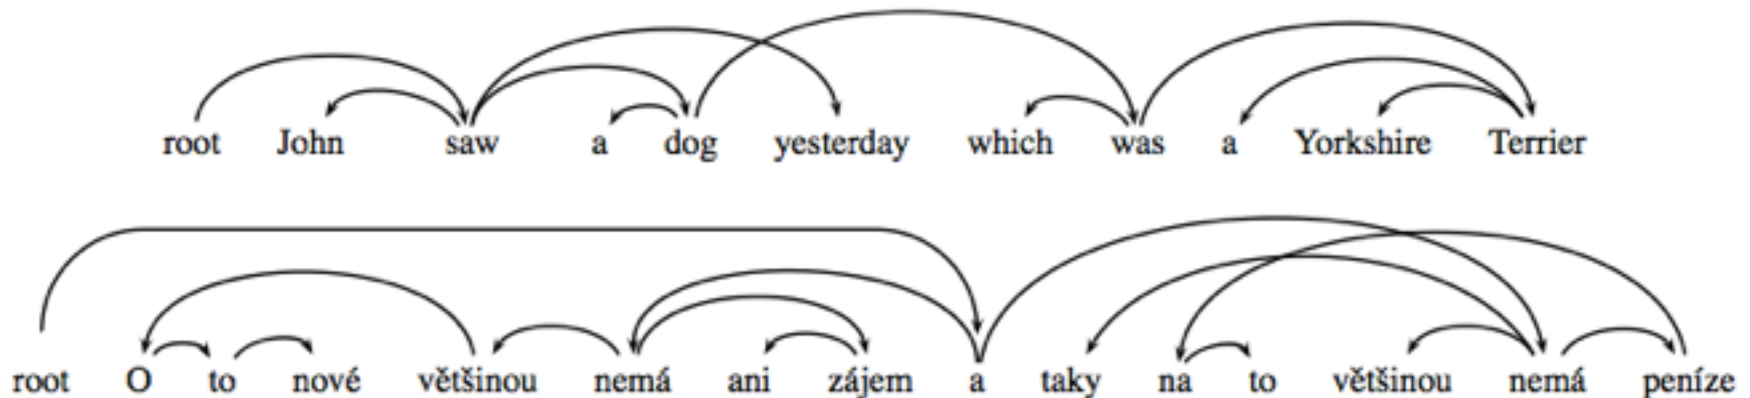 root John saw a dog yesterday which was a Yorkshire Terrier
root O to nové většinou nemá ani zájem a taky na to většinou nemá peníze